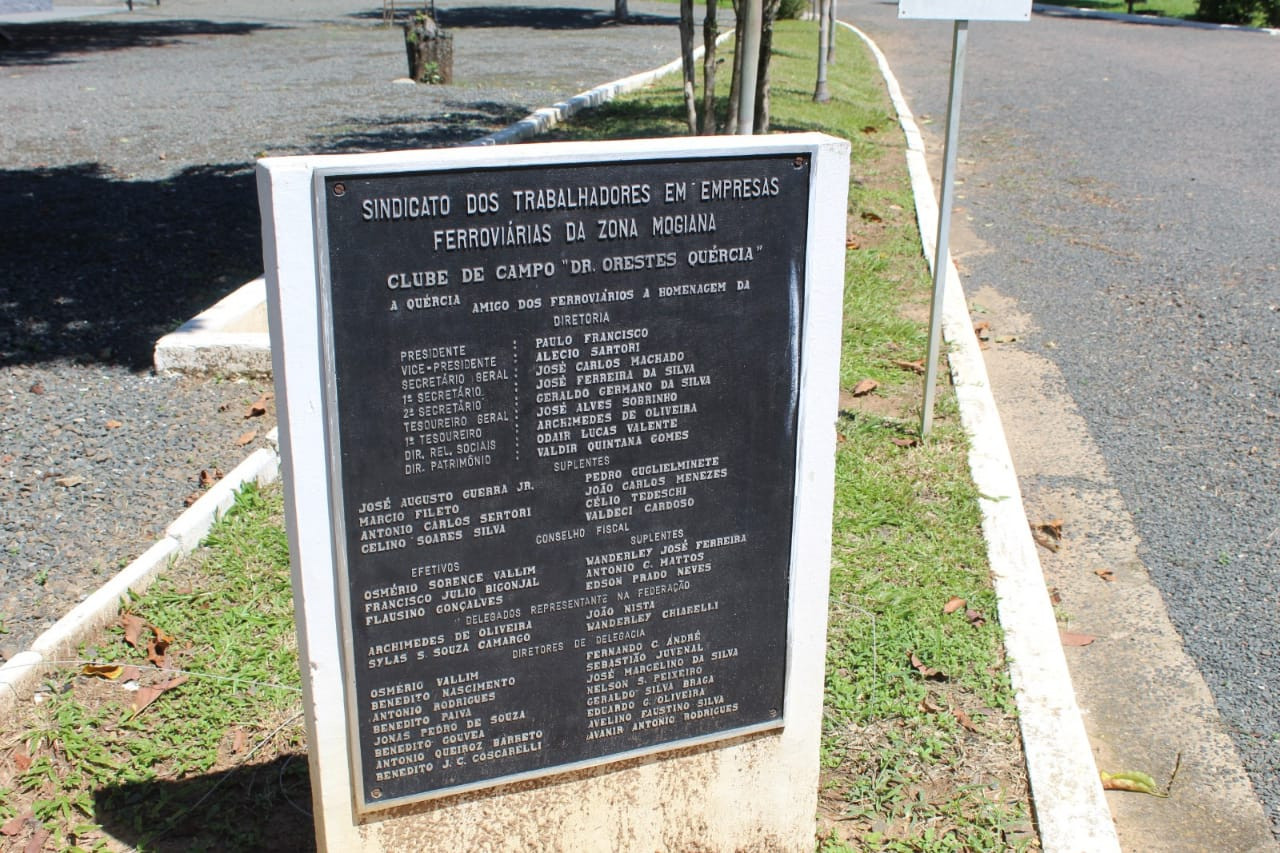 SINDICATO DOS TRABALHADORES EM EMPRESAS
FERROVIÁRIAS DA ZONA MOGIANA
CLUBE DE CAMPO "DR. ORESTES QUÉRCIA"
A QUÉRCIA AMIGO DOS FERROVIÁRIOS A HOMENAGEM DA
DIRETORIA
PRESIDENTE : PAULO FRANCISCO
VICE-PRESIDENTE : ALECIO SARTORI
SECRETÁRIO GERAL : JOSÉ CARLOS MACHADO
1º SECRETÁRIO : JOSÉ FERREIRA DA SILVA
2º SECRETÁRIO : GERALDO GERMANO DA SILVA
TESOUREIRO GERAL : JOSÉ ALVES SOBRINHO
1º TESOUREIRO : ARCHIMEDES DE OLIVEIRA
DIR. REL. SOCIAIS : ODAIR LUCAS VALENTE
DIR. PATRIMÔNIO : VALDIR QUINTANA GOMES
SUPLENTES
JOSÉ AUGUSTO GUERRA JR. PEDRO GUGLIELMINETE
MARCIO FILETO JOÃO CARLOS MENEZES
ANTONIO CARLOS SERTORI CÉLIO TEDESCHI
CELINO SOARES SILVA VALDECI CARDOSO
CONSELHO FISCAL
EFETIVOS SUPLENTES
OSMÉRIO SORENCE VALLIM WANDERLEY JOSÉ FERREIRA
FRANCISCO JULIO BIGONJAL ANTONIO C. MATTOS
FLAUSINO GONÇALVES EDSON PRADO NEVES
DELEGADOS REPRESENTANTE NA FEDERAÇÃO
ARCHIMEDES DE OLIVEIRA JOÃO NISTA
SYLAS S. SOUZA CAMARGO WANDERLEY CHIARELLI
DIRETORES DE DELEGACIA
OSMÉRIO VALLIM FERNANDO C. ANDRÉ
BENEDITO NASCIMENTO SEBASTIÃO JUVENAL
ANTONIO RODRIGUES JOSÉ MARCELINO DA SILVA
BENEDITO PAIVA NELSON S. PEIXEIRO
JONAS PEDRO DE SOUZA GERALDO SILVA BRAGA
BENEDITO GOUVEA EDUARDO G. OLIVEIRA
ANTONIO QUEIROZ BARRETO AVELINO FAUSTINO SILVA
BENEDITO J. C. COSCARELLI AVANIR ANTONIO RODRIGUES